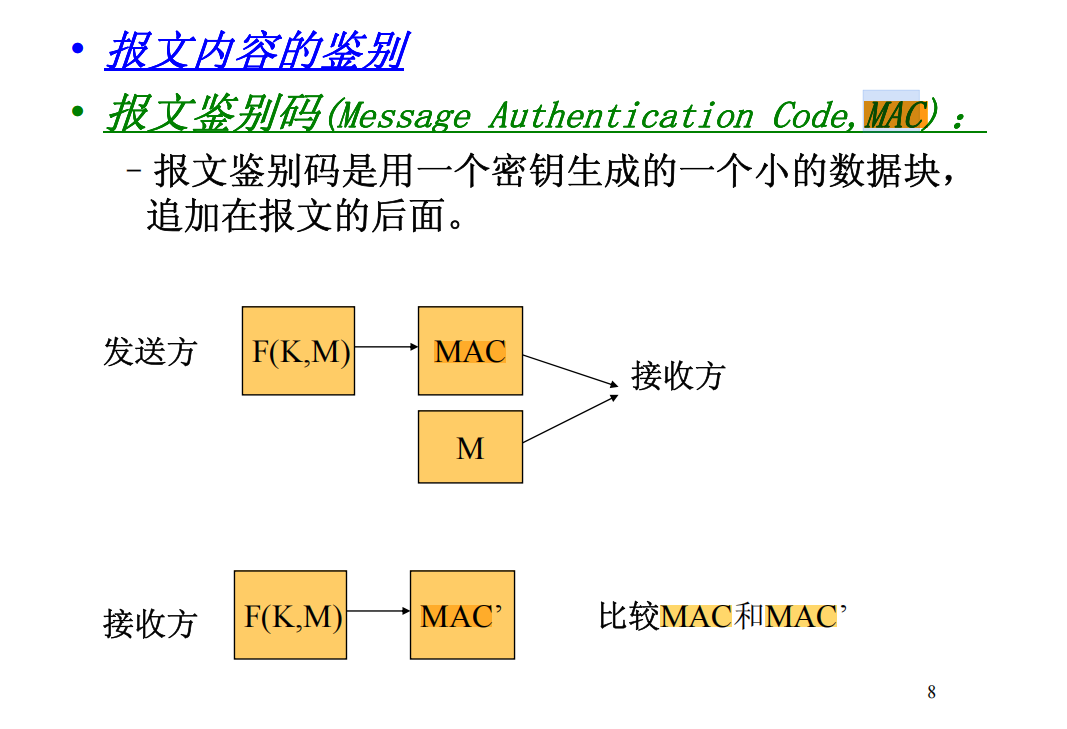 • 报文内容的鉴别
• 报文鉴别码(Message Authentication Code,MAC)：
– 报文鉴别码是用一个密钥生成的一个小的数据块，
追加在报文的后面。
发送方
F(K,M)
MAC
接收方
M
接收方
F(K,M)
MAC’
比较MAC和MAC’
8